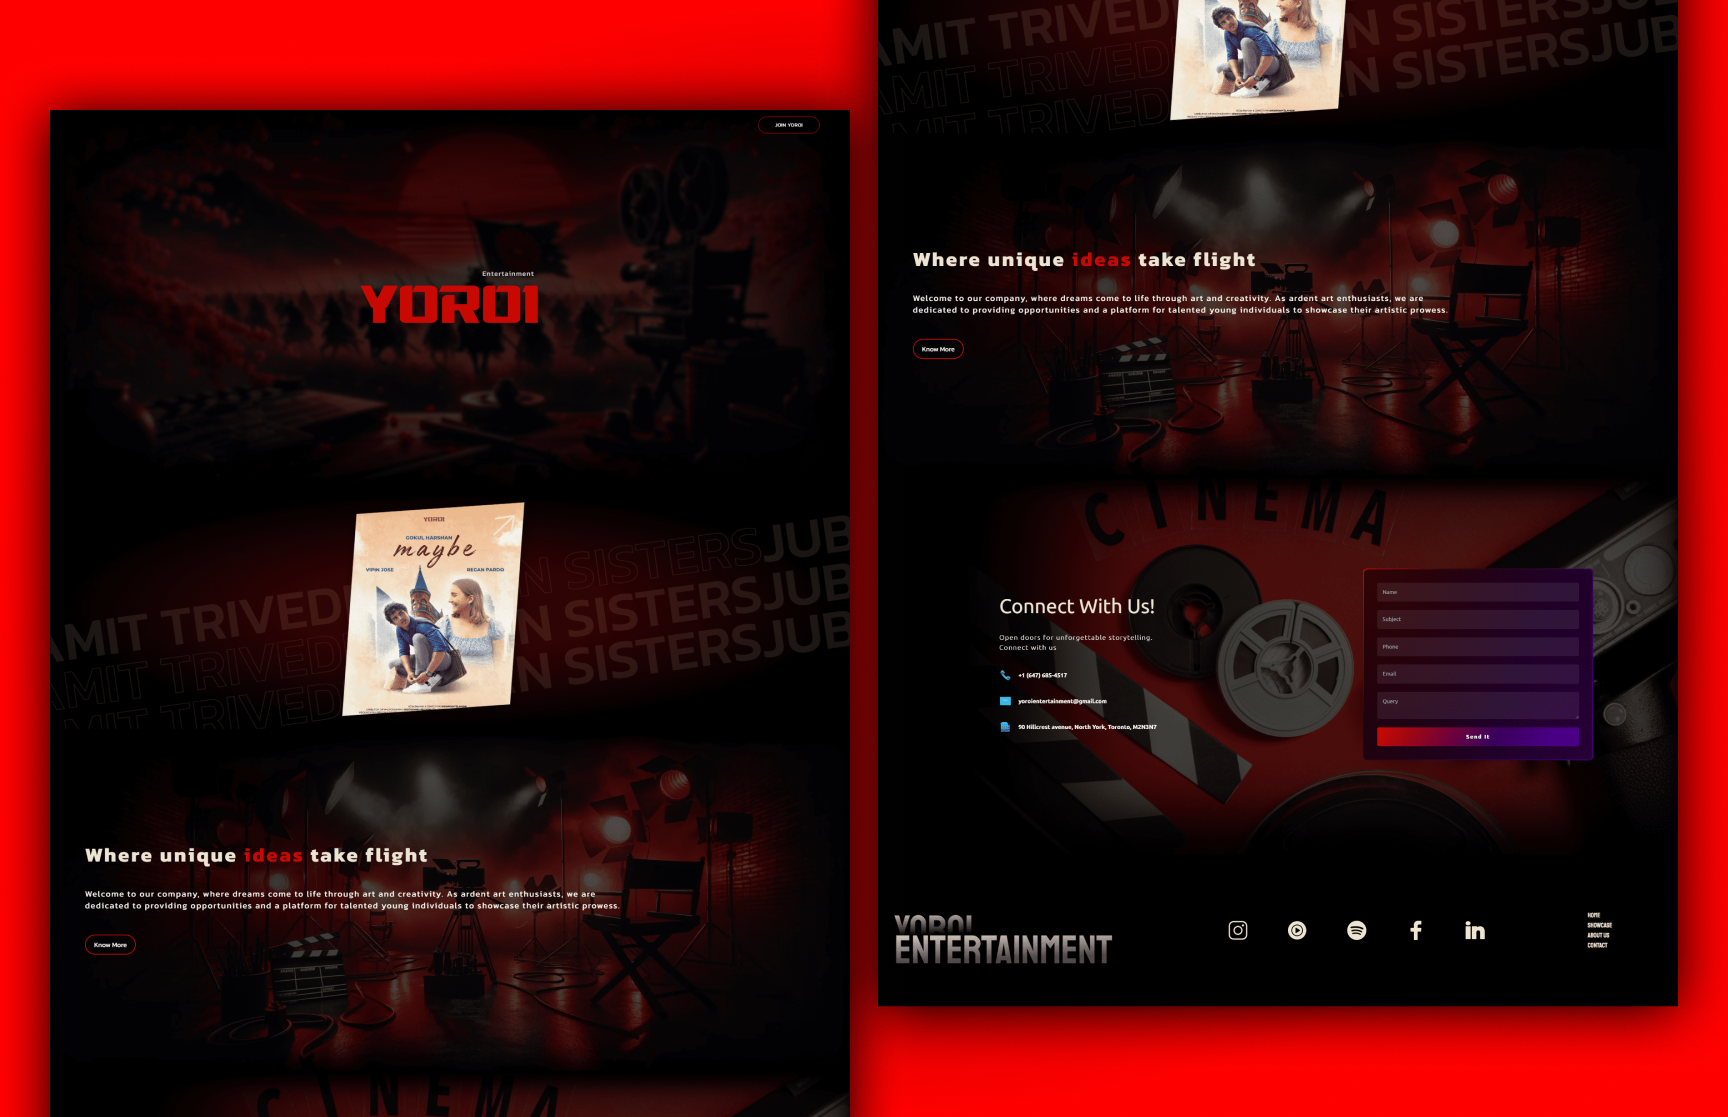 JOIN YOROI
Entertainment
YOROI
YOROI
GOKUL HARSHAN
maybe
VIPIN JOSE
REGAN PARDO
AMIT TRIVED
N SISTERSJUB
AMIT TRIVED
N SISTERSJUB
AMIT TRIVED
N SISTERSJUB
Where unique ideas take flight
Welcome to our company, where dreams come to life through art and creativity. As ardent art enthusiasts, we are
dedicated to providing opportunities and a platform for talented young individuals to showcase their artistic prowess.
Know More
CINEMA
AMIT TRIVED
N SISTERSJUB
AMIT TRIVED
N SISTERSJUB
AMIT TRIVED
Where unique ideas take flight
Welcome to our company, where dreams come to life through art and creativity. As ardent art enthusiasts, we are
dedicated to providing opportunities and a platform for talented young individuals to showcase their artistic prowess.
Know More
CINEMA
Connect With Us!
Open doors for unforgettable storytelling.
Connect with us
+1 (647) 685-4517
yoroientertainment@gmail.com
90 Hillcrest avenue, North York, Toronto, M2N3N7
Name
Subject
Phone
Email
Query
Send It
YOROI
ENTERTAINMENT
HOME
SHOWCASE
ABOUT US
CONTACT